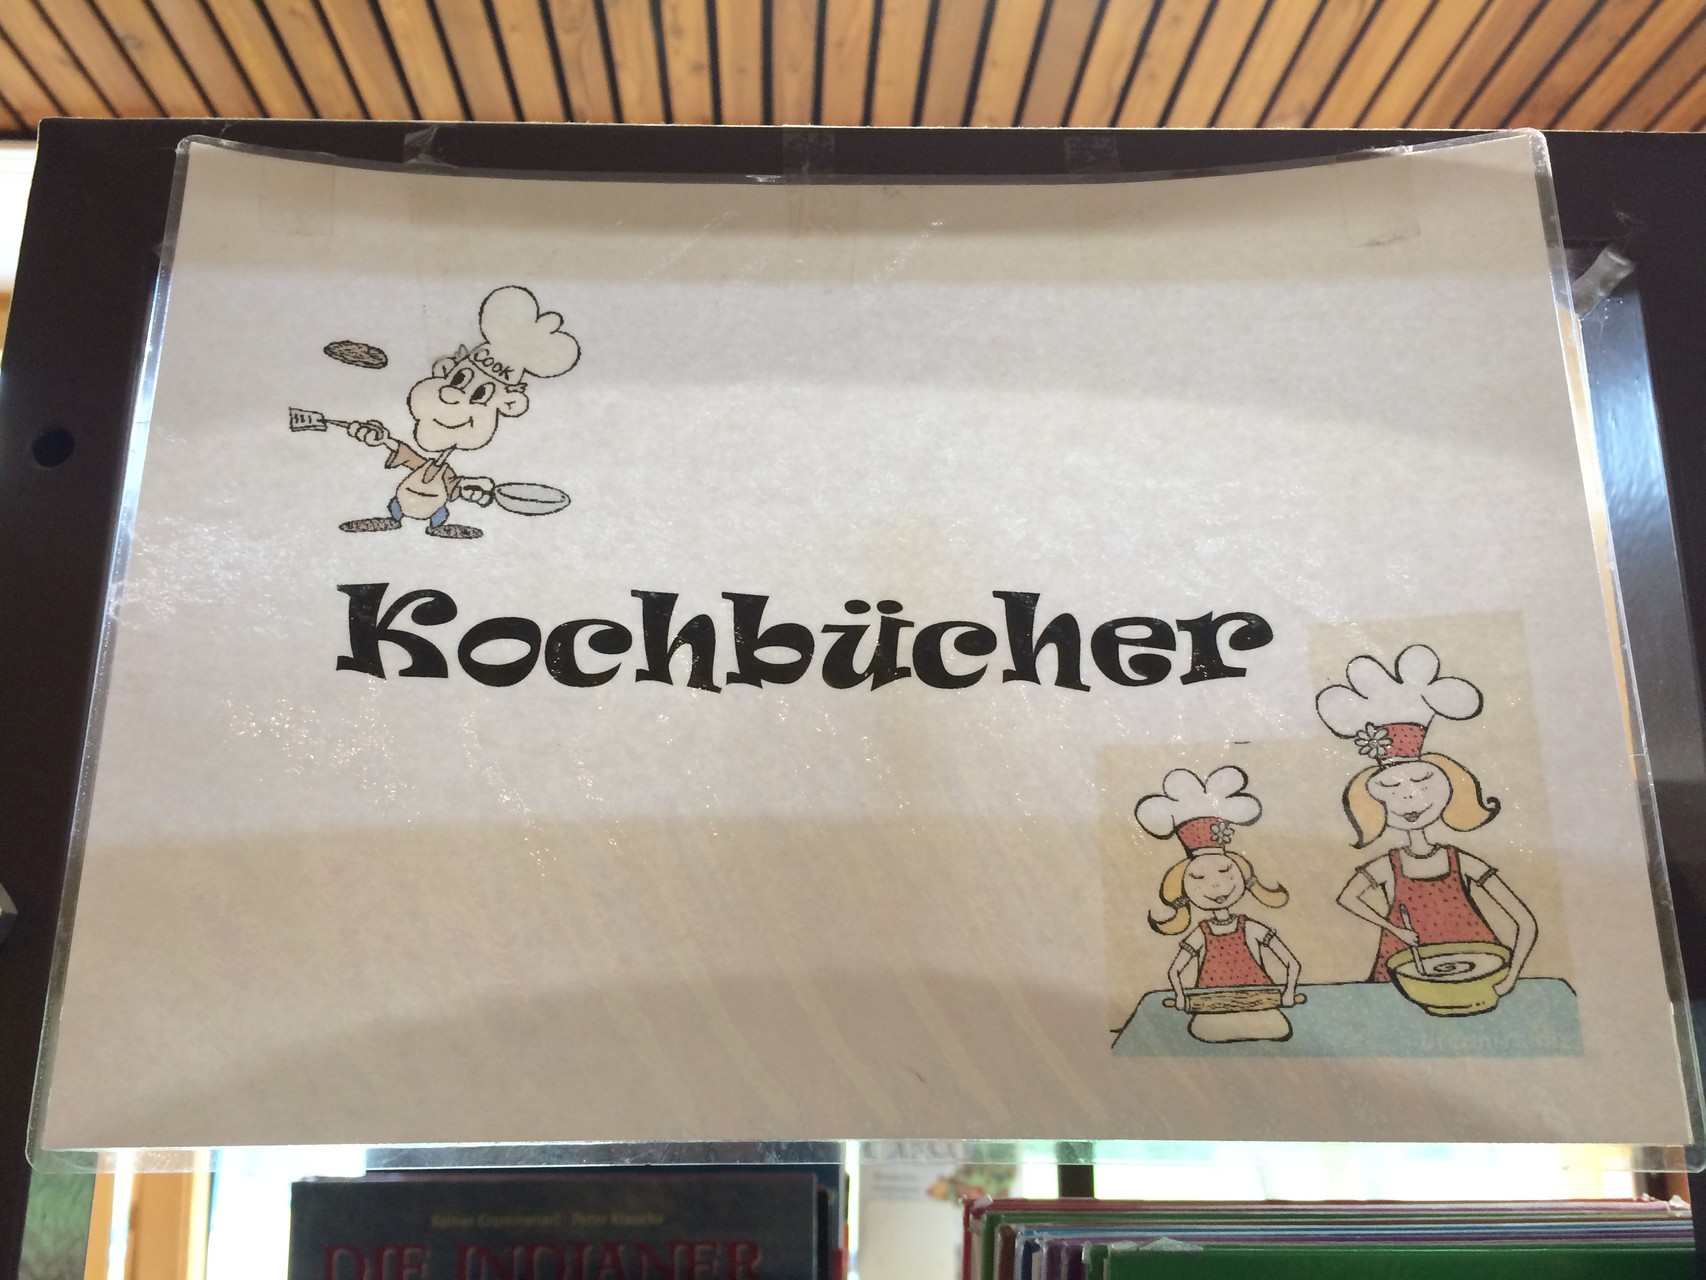 COOK
Kochbücher
DIE INDIANER